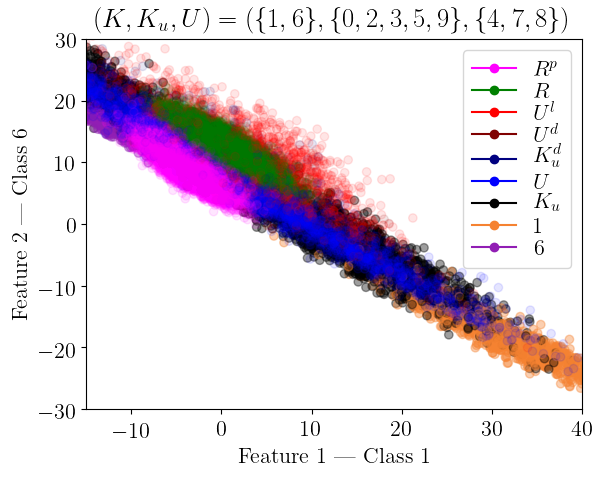 (K, K_u, U) = ({1, 6}, {0, 2, 3, 5, 9}, {4, 7, 8})
30
20
10
0
−10
−20
−30
Feature 2 — Class 6
R^p
R
U^l
U^d
K_u^d
U
K_u
1
6
−10
0
10
20
30
40
Feature 1 — Class 1